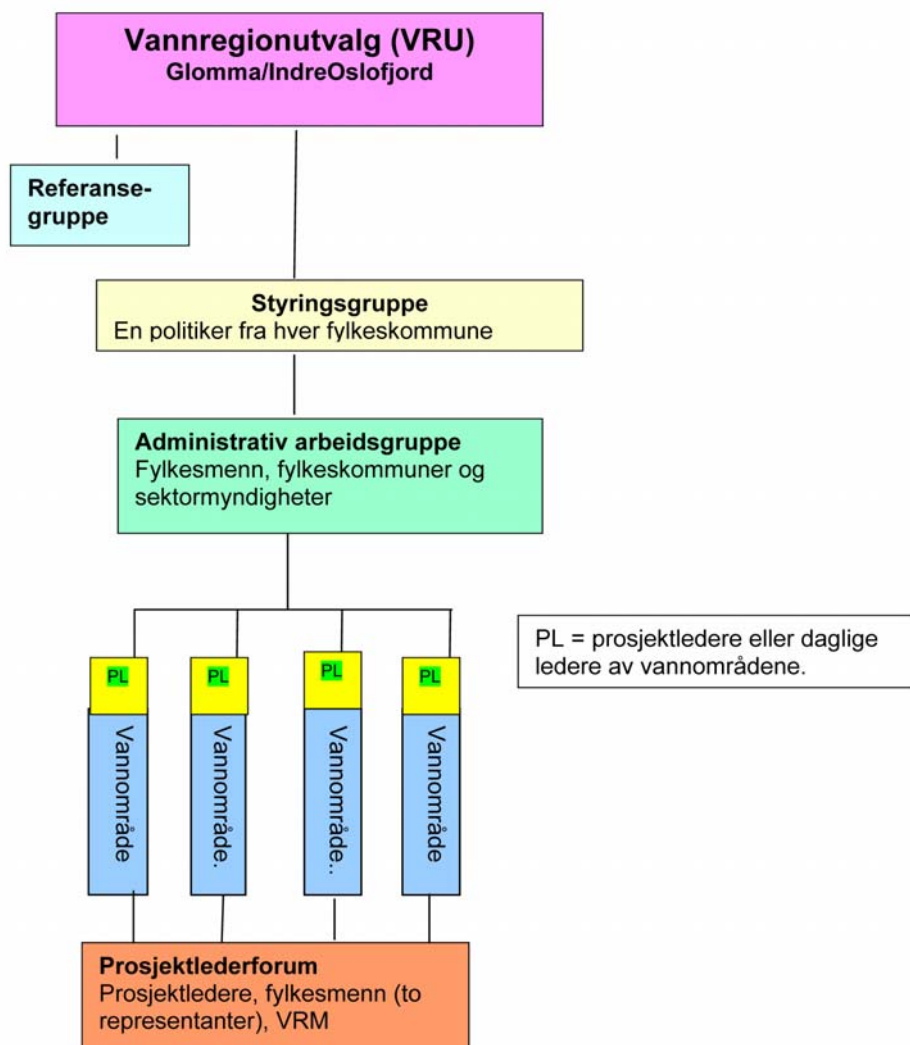 Vannregionutvalg (VRU)
Glomma/IndreOslofjord
Referanse-
gruppe
Styringsgruppe
En politiker fra hver fylkeskommune
Administrativ arbeidsgruppe
Fylkesmenn, fylkeskommuner og
sektormyndigheter
PL = prosjektledere eller daglige
ledere av vannområdene.
PL
PL
PL
PL
Vannområde
Vannområde.
Vannområde..
Vannområde
Prosjektlederforum
Prosjektledere, fylkesmenn (to
representanter), VRM